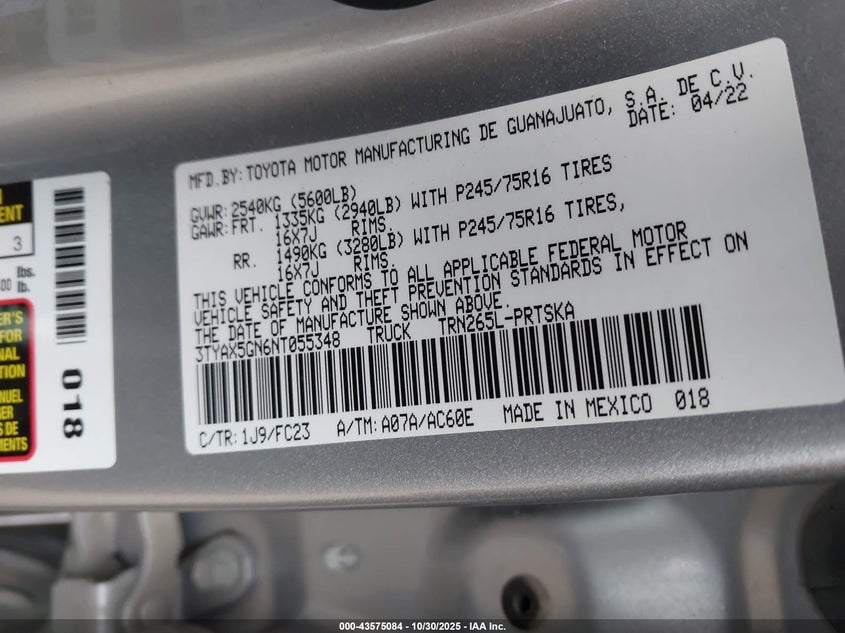 MFD.BY: TOYOTA MOTOR MANUFACTURING DE GUANAJUATO, S.A. DE C.V.
DATE: 04/22
GVWR: 2540KG (5600LB)
GAWR: FRT. 1335KG (2940LB) WITH P245/75R16 TIRES
16X7J RIMS.
RR. 1490KG (3280LB) WITH P245/75R16 TIRES,
16X7J RIMS.
THIS VEHICLE CONFORMS TO ALL APPLICABLE FEDERAL MOTOR
VEHICLE SAFETY AND THEFT PREVENTION STANDARDS IN EFFECT ON
THE DATE OF MANUFACTURE SHOWN ABOVE.
3TYAX5GN6NT055348 TRUCK TRN265L-PRTSKA
C/TR: 1J9/FC23 A/TM: A07A/AC60E MADE IN MEXICO 018
3
lbs.
lb.
018
000-43575084 - 10/30/2025 - IAA Inc.